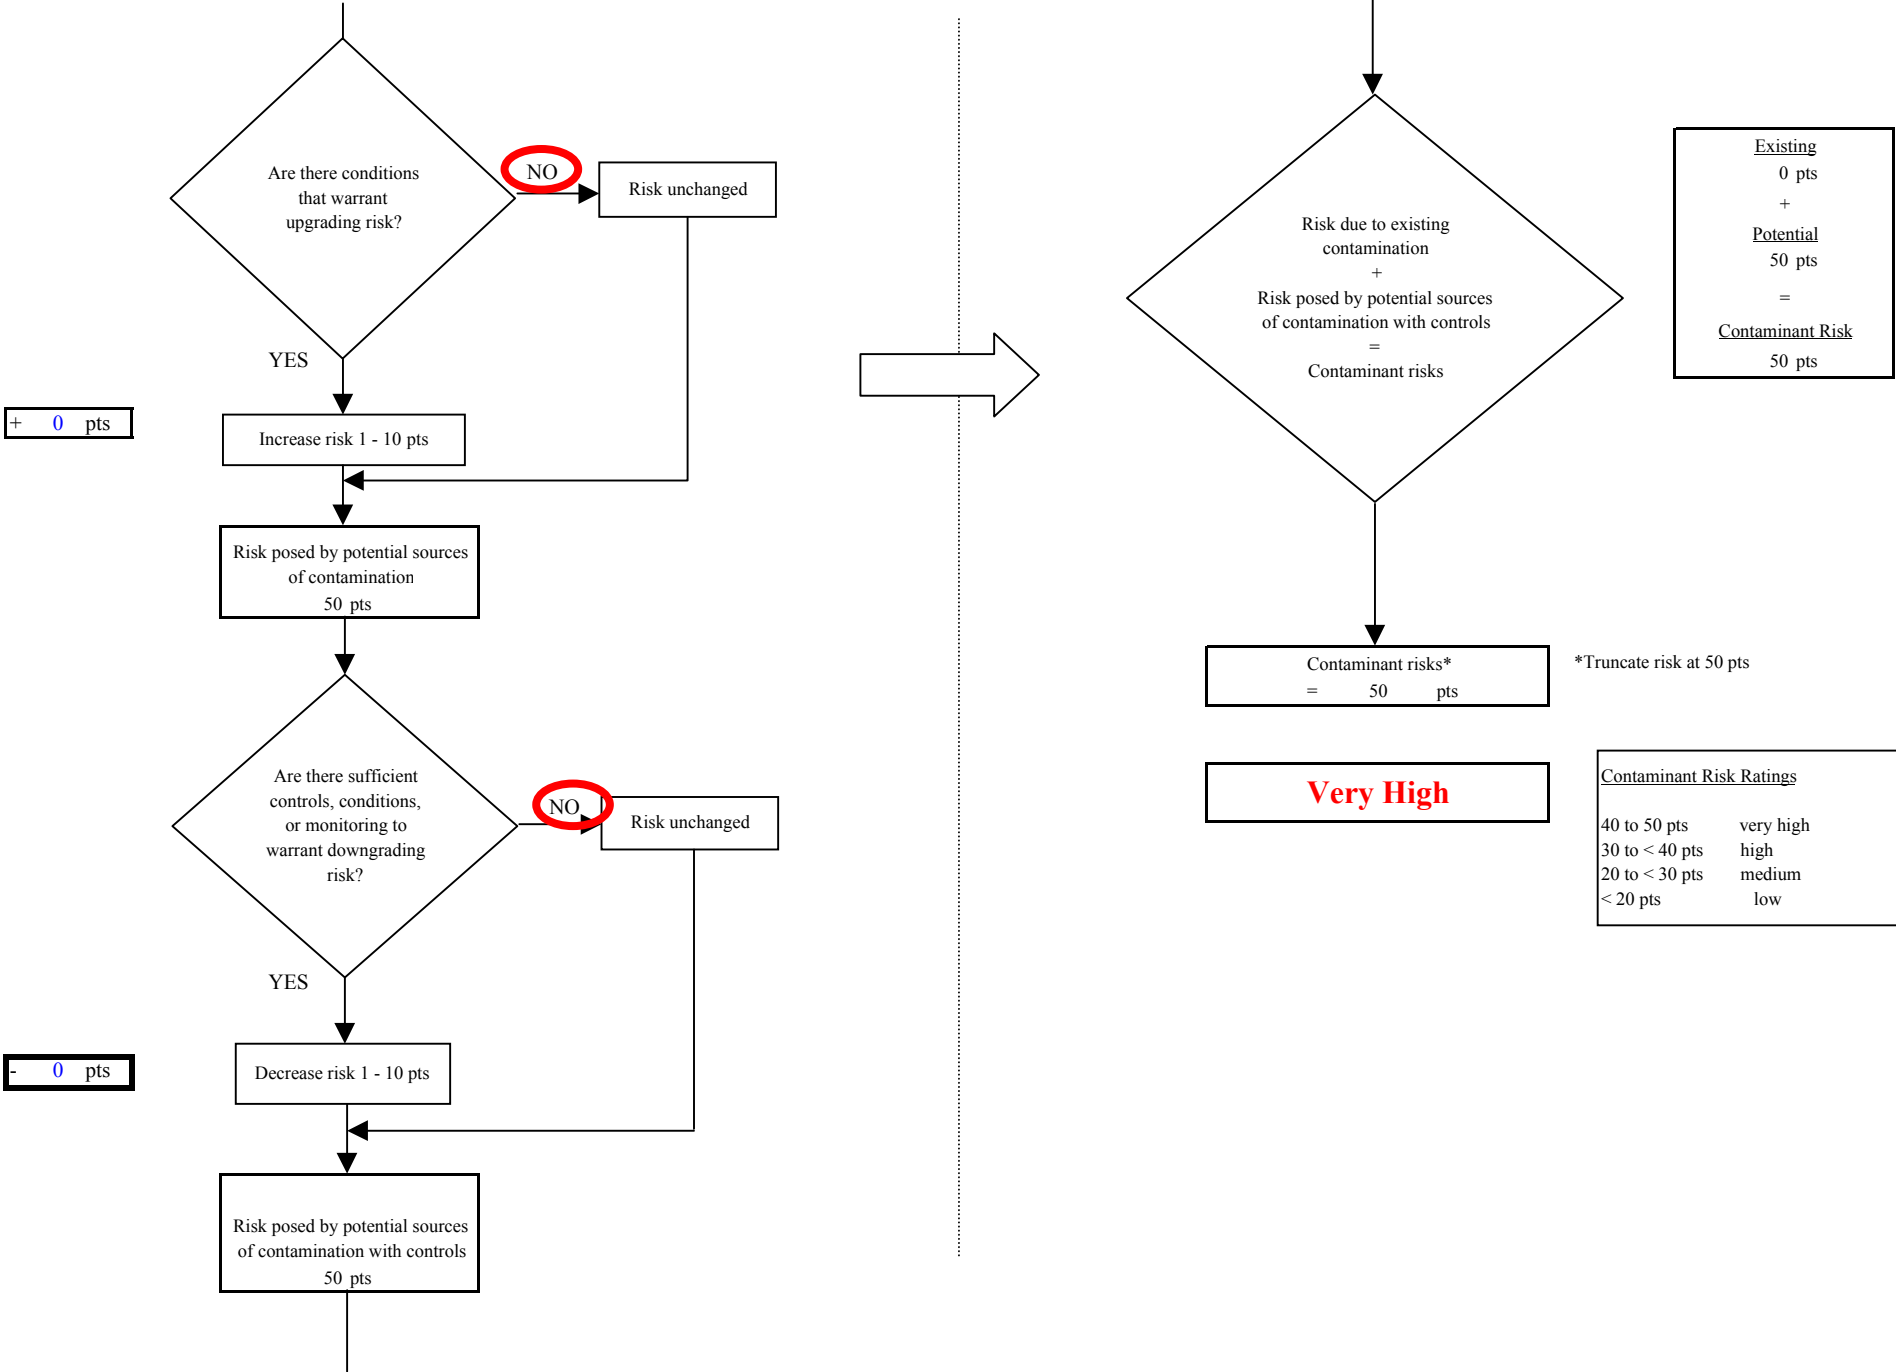 Are there conditions
that warrant
upgrading risk?
NO
Risk unchanged
YES
+ 0 pts
Increase risk 1 - 10 pts
Risk posed by potential sources
of contamination
50 pts
Are there sufficient
controls, conditions,
or monitoring to
warrant downgrading
risk?
NO
Risk unchanged
YES
- 0 pts
Decrease risk 1 - 10 pts
Risk posed by potential sources
of contamination with controls
50 pts
Risk due to existing
contamination
+
Risk posed by potential sources
of contamination with controls
=
Contaminant risks
Existing
0 pts
+
Potential
50 pts
=
Contaminant Risk
50 pts
Contaminant risks*
= 50 pts
*Truncate risk at 50 pts
Very High
Contaminant Risk Ratings
40 to 50 pts very high
30 to < 40 pts high
20 to < 30 pts medium
< 20 pts low